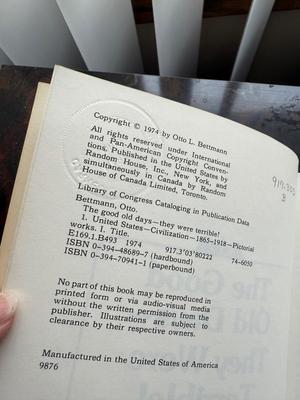 Copyright © 1974 by Otto L. Bettmann
All rights reserved under International
and Pan-American Copyright Conven-
tions. Published in the United States by
Random House, Inc., New York, and
simultaneously in Canada by Random
House of Canada Limited, Toronto.
Library of Congress Cataloging in Publication Data
Bettmann, Otto.
The good old days—they were terrible!
1. United States—Civilization—1865-1918—Pictorial
works. I. Title.
E169.1.B493 1974 917.3'03'80222 74-6050
ISBN 0-394-48689-7 (hardbound)
ISBN 0-394-70941-1 (paperbound)
No part of this book may be reproduced in
printed form or via audio-visual media
without the written permission from the
publisher. Illustrations are subject to
clearance by their respective owners.
Manufactured in the United States of America
9876
B
The Good
Old Days
They